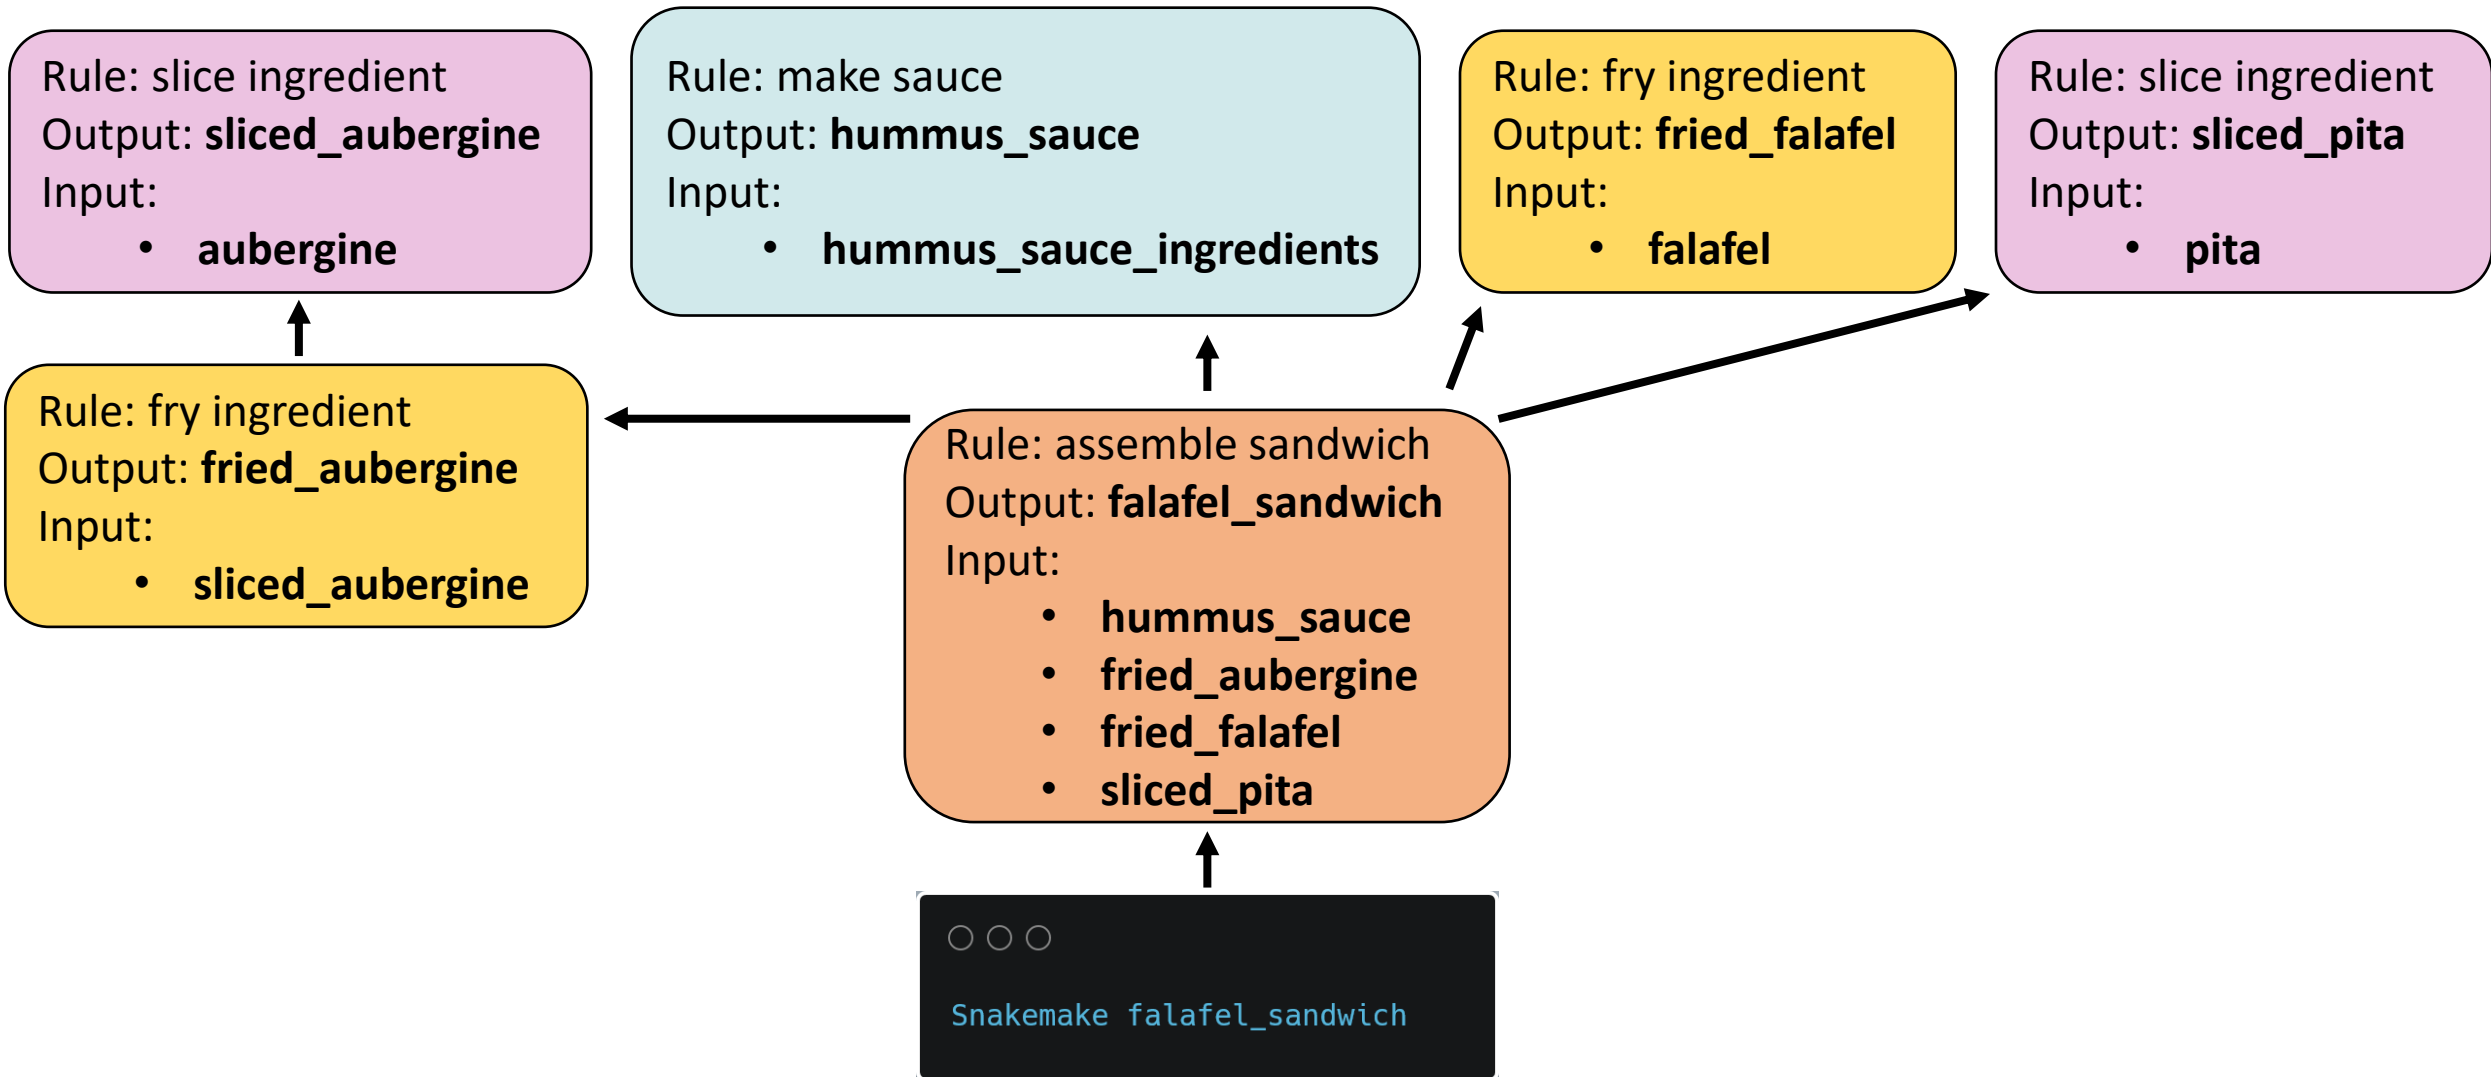 Rule: slice ingredient
Output: sliced_aubergine
Input:
• aubergine
Rule: make sauce
Output: hummus_sauce
Input:
• hummus_sauce_ingredients
Rule: fry ingredient
Output: fried_falafel
Input:
• falafel
Rule: slice ingredient
Output: sliced_pita
Input:
• pita
Rule: fry ingredient
Output: fried_aubergine
Input:
• sliced_aubergine
Rule: assemble sandwich
Output: falafel_sandwich
Input:
• hummus_sauce
• fried_aubergine
• fried_falafel
• sliced_pita
Snakemake falafel_sandwich